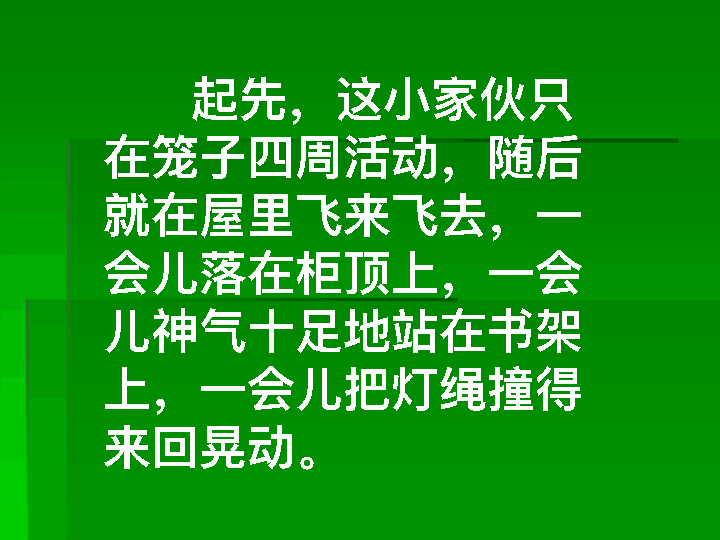 起先，这小家伙只
在笼子四周活动，随后
就在屋里飞来飞去，一
会儿落在柜顶上，一会
儿神气十足地站在书架
上，一会儿把灯绳撞得
来回晃动。